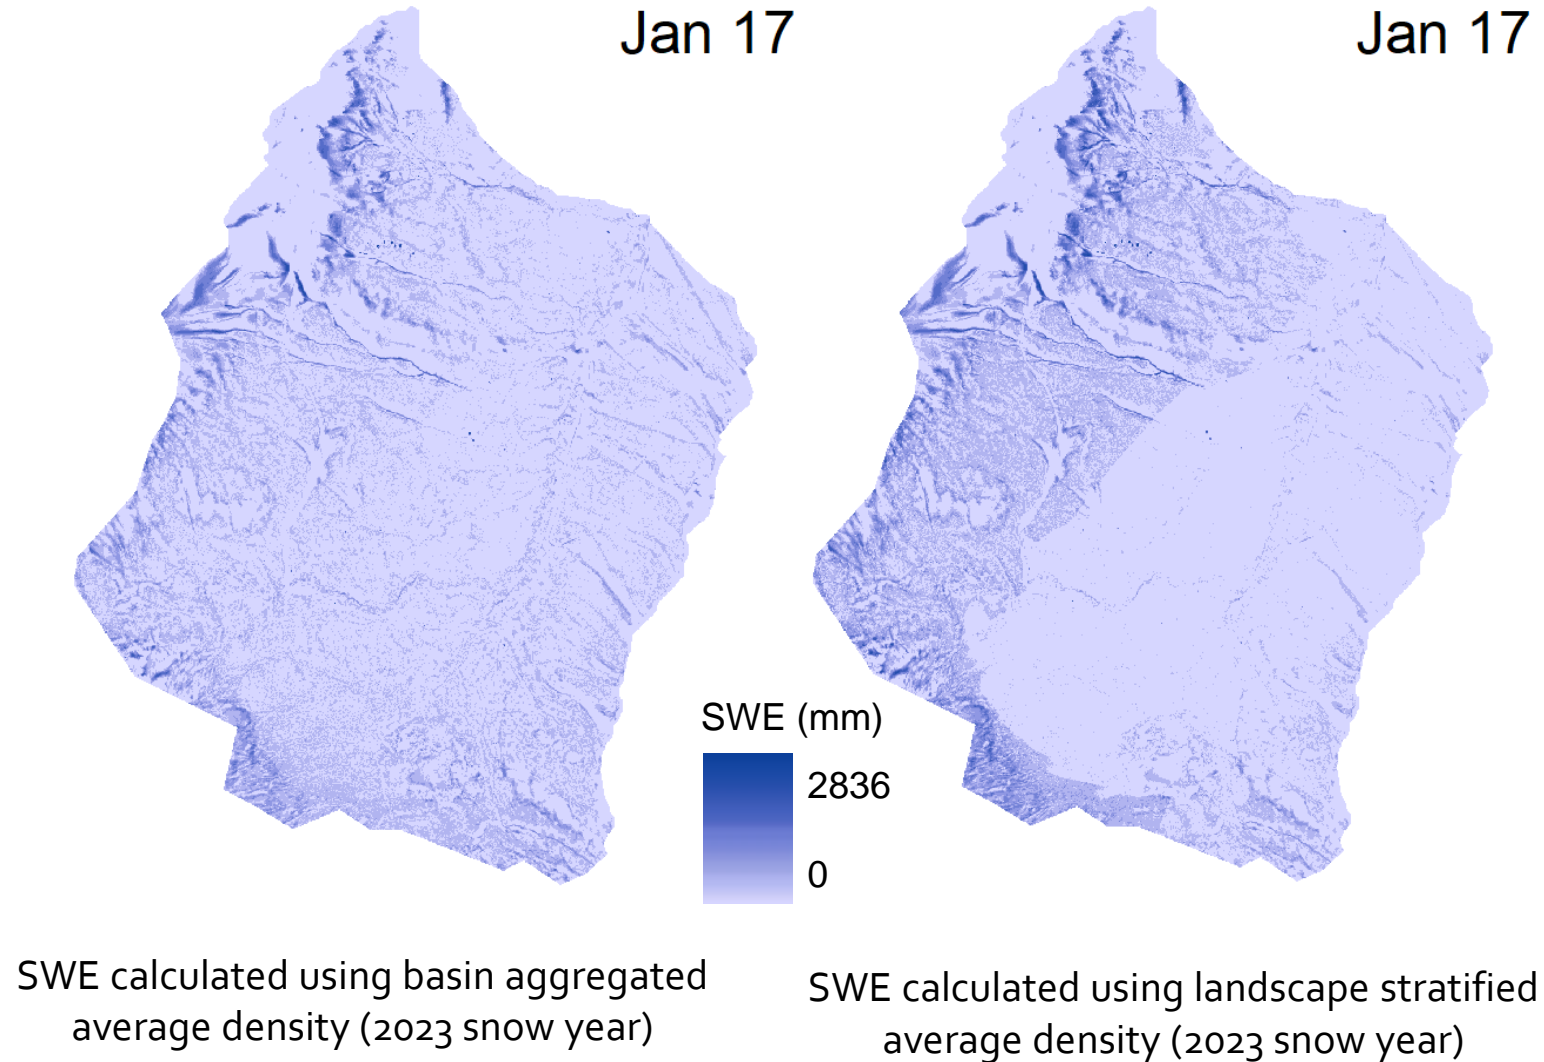 Jan 17
Jan 17
SWE (mm)
2836
0
SWE calculated using basin aggregated
average density (2023 snow year)
SWE calculated using landscape stratified
average density (2023 snow year)